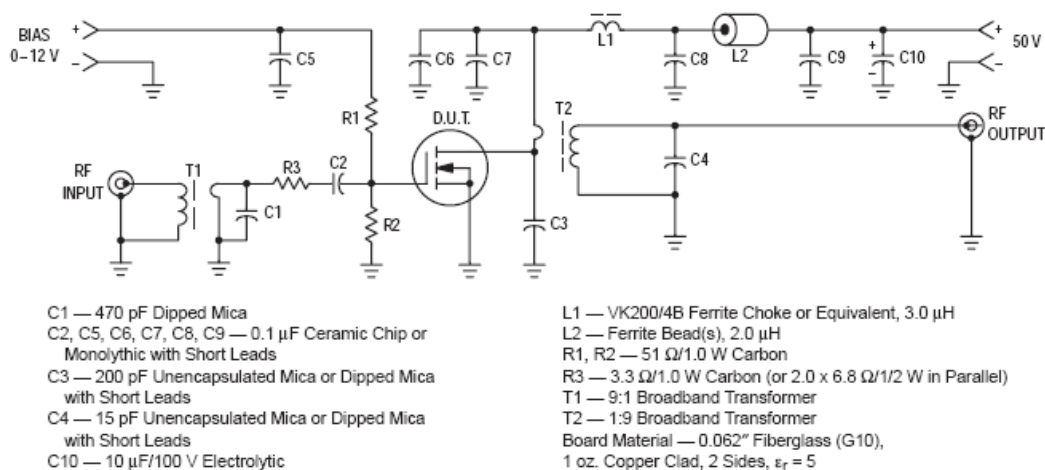 BIAS
0–12 V
+
–
C5
R1
C6
C7
L1
C8
L2
C9
+
–
C10
+
–
50 V
D.U.T.
T2
RF
OUTPUT
C4
RF
INPUT
T1
C1
R3
C2
R2
C3
C1 — 470 pF Dipped Mica
C2, C5, C6, C7, C8, C9 — 0.1 µF Ceramic Chip or
Monolythic with Short Leads
C3 — 200 pF Unencapsulated Mica or Dipped Mica
with Short Leads
C4 — 15 pF Unencapsulated Mica or Dipped Mica
with Short Leads
C10 — 10 µF/100 V Electrolytic
L1 — VK200/4B Ferrite Choke or Equivalent, 3.0 µH
L2 — Ferrite Bead(s), 2.0 µH
R1, R2 — 51 Ω/1.0 W Carbon
R3 — 3.3 Ω/1.0 W Carbon (or 2.0 x 6.8 Ω/1/2 W in Parallel)
T1 — 9:1 Broadband Transformer
T2 — 1:9 Broadband Transformer
Board Material — 0.062″ Fiberglass (G10),
1 oz. Copper Clad, 2 Sides, εr = 5